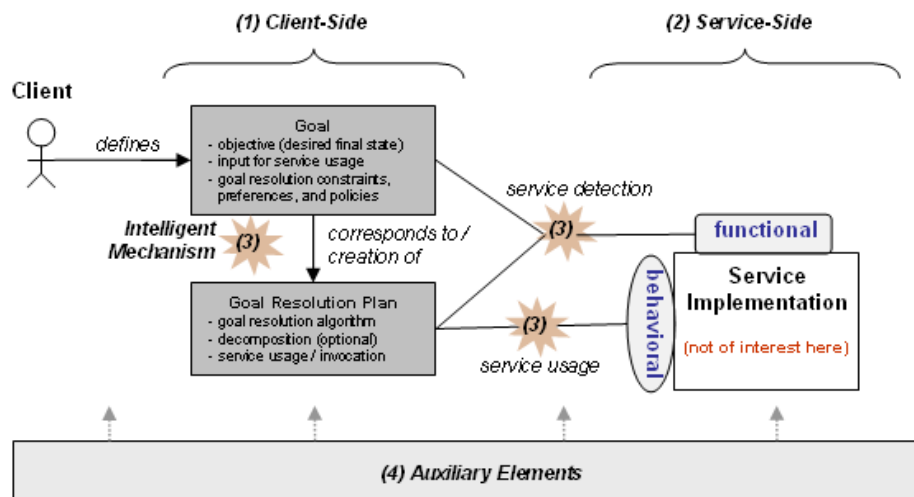 (1) Client-Side
(2) Service-Side
Client
defines
Goal
- objective (desired final state)
- input for service usage
- goal resolution constraints,
preferences, and policies
service detection
Intelligent
Mechanism
(3)
corresponds to /
creation of
(3)
functional
behavioral
Service
Implementation
(not of interest here)
Goal Resolution Plan
- goal resolution algorithm
- decomposition (optional)
- service usage / invocation
(3)
service usage
(4) Auxiliary Elements